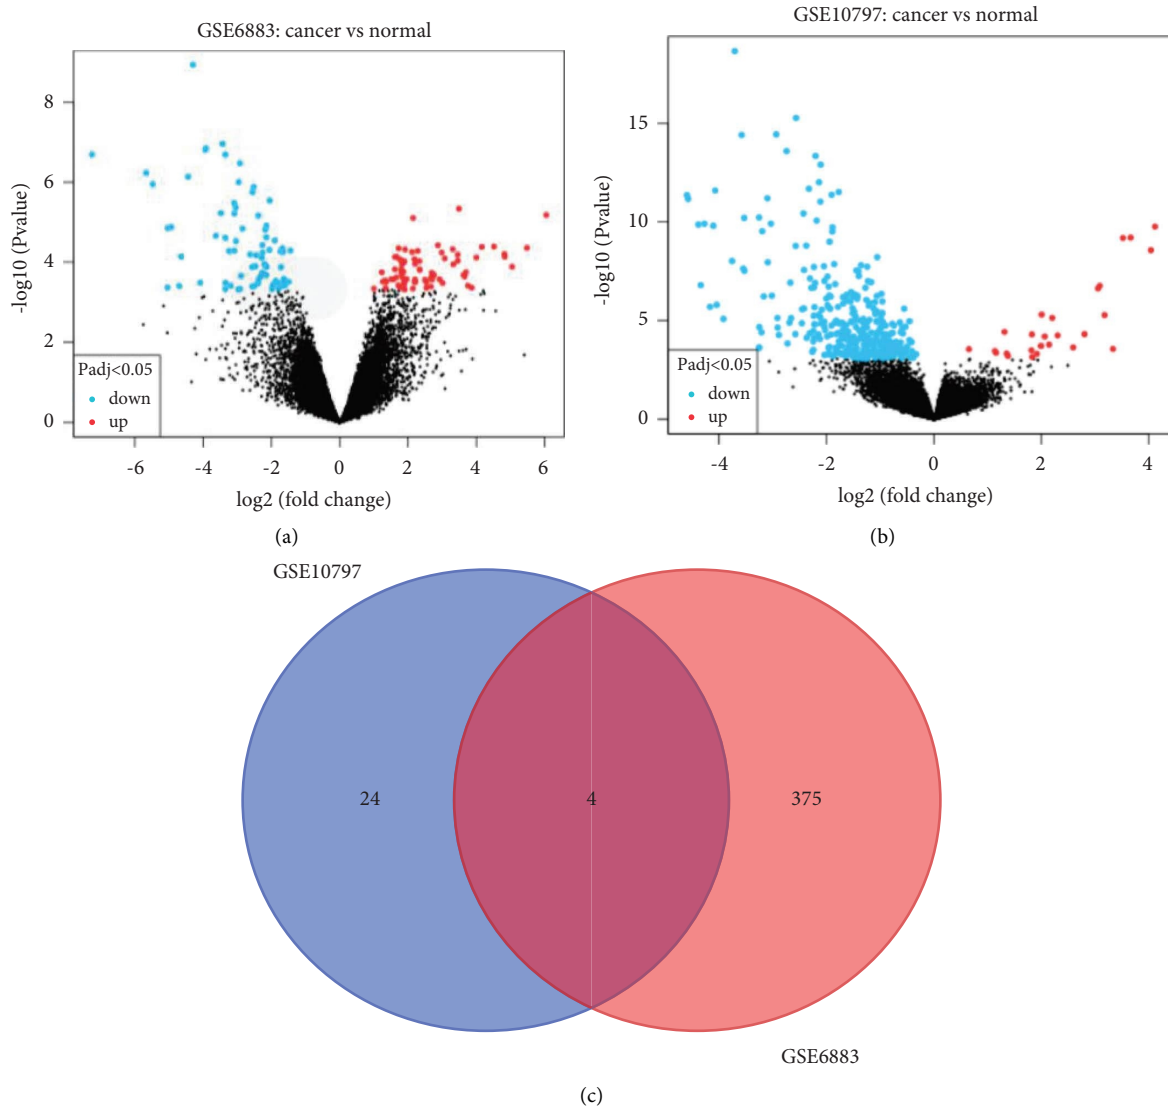 GSE6883: cancer vs normal
-log10 (Pvalue)
8
6
4
2
0
Padj<0.05
down
up
-6
-4
-2
0
2
4
6
log2 (fold change)
(a)
GSE10797: cancer vs normal
-log10 (Pvalue)
15
10
5
0
Padj<0.05
down
up
-4
-2
0
2
4
log2 (fold change)
(b)
GSE10797
24
4
375
GSE6883
(c)